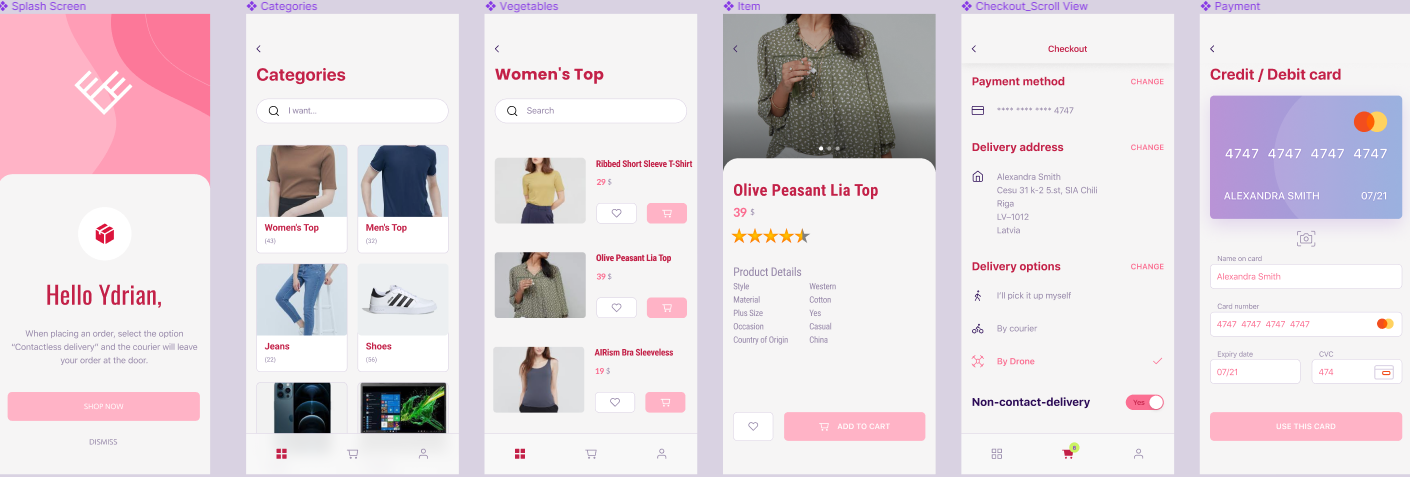 Splash Screen
Hello Ydrian,
When placing an order, select the option
"Contactless delivery" and the courier will leave
your order at the door.
SHOP NOW
DISMISS
Categories
Categories
I want...
Women's Top
(43)
Men's Top
(32)
Jeans
(22)
Shoes
(56)
Vegetables
Women's Top
Search
Ribbed Short Sleeve T-Shirt
29 $
Olive Peasant Lia Top
39 $
AIRism Bra Sleeveless
19 $
Item
Olive Peasant Lia Top
39 $
Product Details
Style Western
Material Cotton
Plus Size Yes
Occasion Casual
Country of Origin China
ADD TO CART
Checkout_Scroll View
Checkout
Payment method CHANGE
**** **** **** 4747
Delivery address CHANGE
Alexandra Smith
Cesu 31 k-2 5.st, SIA Chili
Riga
LV–1012
Latvia
Delivery options CHANGE
I'll pick it up myself
By courier
By Drone
Non-contact-delivery Yes
Payment
Credit / Debit card
4747 4747 4747 4747
ALEXANDRA SMITH 07/21
Name on card
Alexandra Smith
Card number
4747 4747 4747 4747
Expiry date CVC
07/21 474
USE THIS CARD